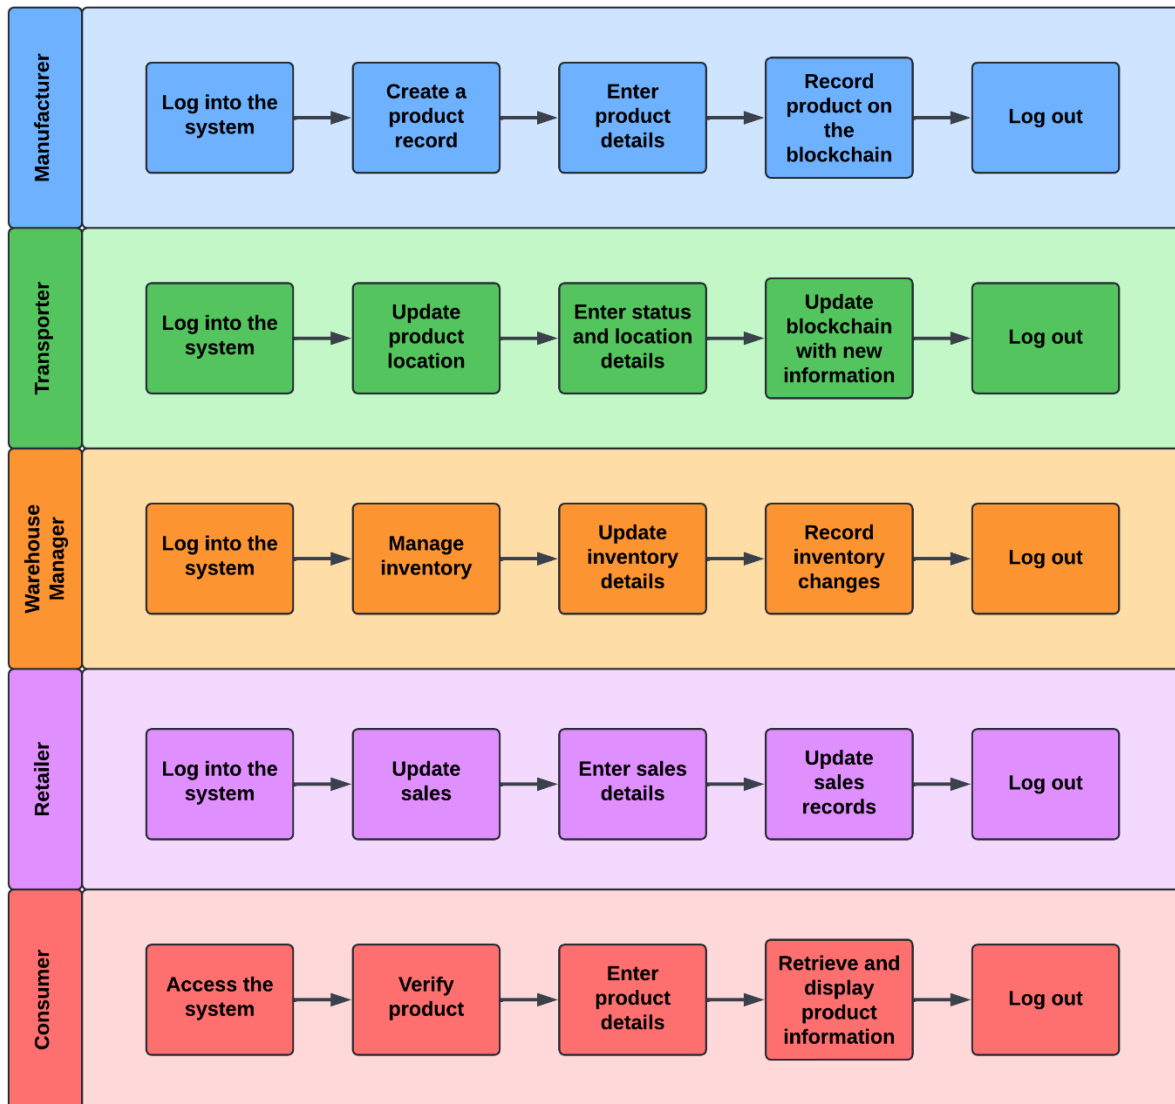 Manufacturer
Log into the
system
Create a
product
record
Enter
product
details
Record
product on
the
blockchain
Log out
Transporter
Log into the
system
Update
product
location
Enter status
and location
details
Update
blockchain
with new
information
Log out
Warehouse
Manager
Log into the
system
Manage
inventory
Update
inventory
details
Record
inventory
changes
Log out
Retailer
Log into the
system
Update
sales
Enter sales
details
Update
sales
records
Log out
Consumer
Access the
system
Verify
product
Enter
product
details
Retrieve and
display
product
information
Log out